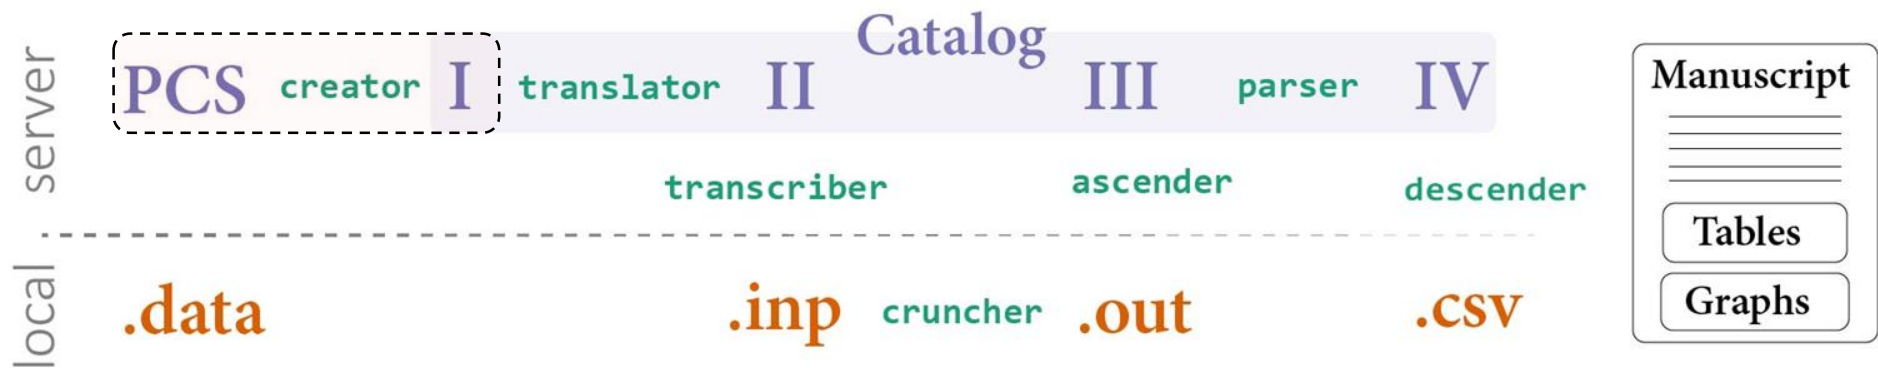 Catalog
server
PCS creator I translator II III parser IV
transcriber ascender descender
local
.data .inp cruncher .out .csv
Manuscript
Tables
Graphs